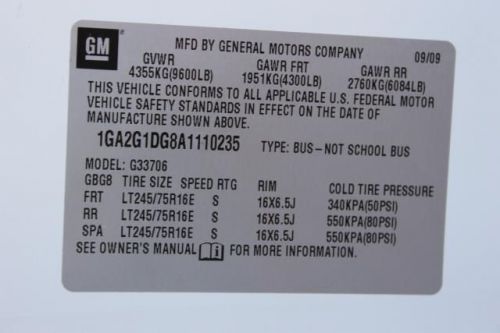 GM
MFD BY GENERAL MOTORS COMPANY
09/09
GVWR GAWR FRT GAWR RR
4355KG(9600LB) 1951KG(4300LB) 2760KG(6084LB)
THIS VEHICLE CONFORMS TO ALL APPLICABLE U.S. FEDERAL MOTOR
VEHICLE SAFETY STANDARDS IN EFFECT ON THE DATE OF
MANUFACTURE SHOWN ABOVE.
1GA2G1DG8A1110235 TYPE: BUS-NOT SCHOOL BUS
MODEL: G33706
GBG8 TIRE SIZE SPEED RTG RIM COLD TIRE PRESSURE
FRT LT245/75R16E S 16X6.5J 340KPA(50PSI)
RR LT245/75R16E S 16X6.5J 550KPA(80PSI)
SPA LT245/75R16E S 16X6.5J 550KPA(80PSI)
SEE OWNER'S MANUAL i FOR MORE INFORMATION.